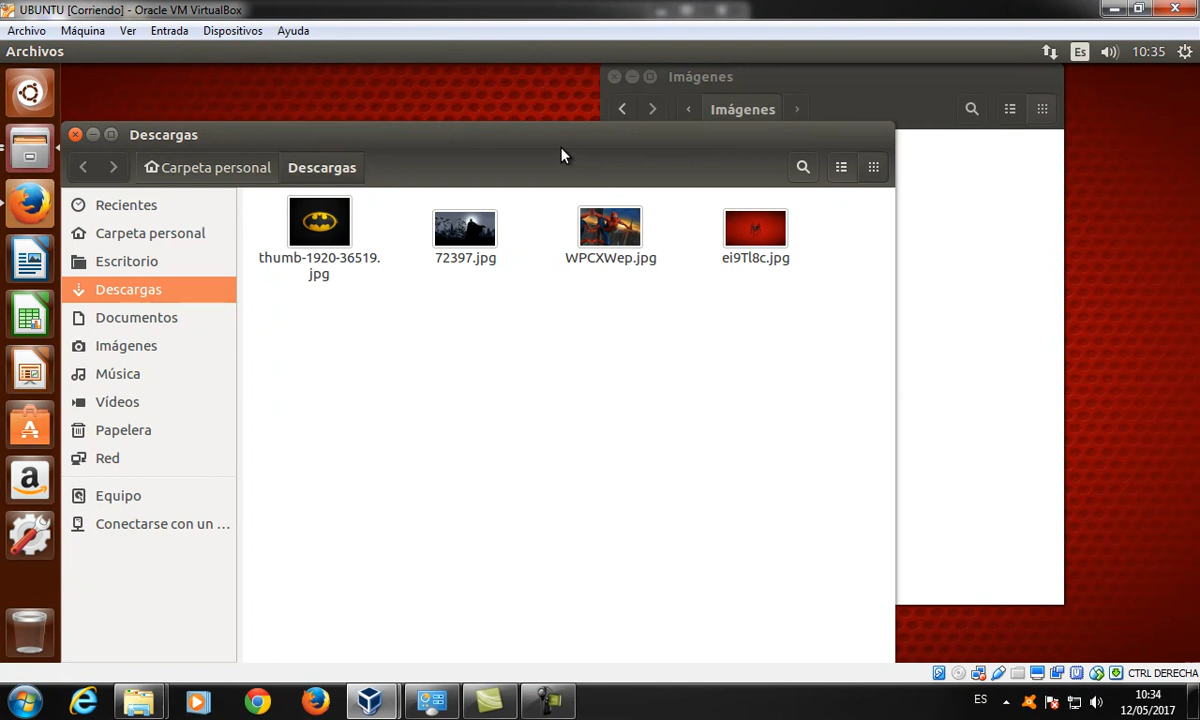 UBUNTU [Corriendo] - Oracle VM VirtualBox
Archivo Máquina Ver Entrada Dispositivos Ayuda
Archivos Es 10:35
Imágenes
Imágenes
Descargas
Carpeta personal Descargas
Recientes
Carpeta personal
Escritorio
Descargas
Documentos
Imágenes
Música
Vídeos
Papelera
Red
Equipo
Conectarse con un ...
thumb-1920-36519.
jpg
72397.jpg
WPCXWep.jpg
ei9Tl8c.jpg
CTRL DERECHA
ES
10:34
12/05/2017